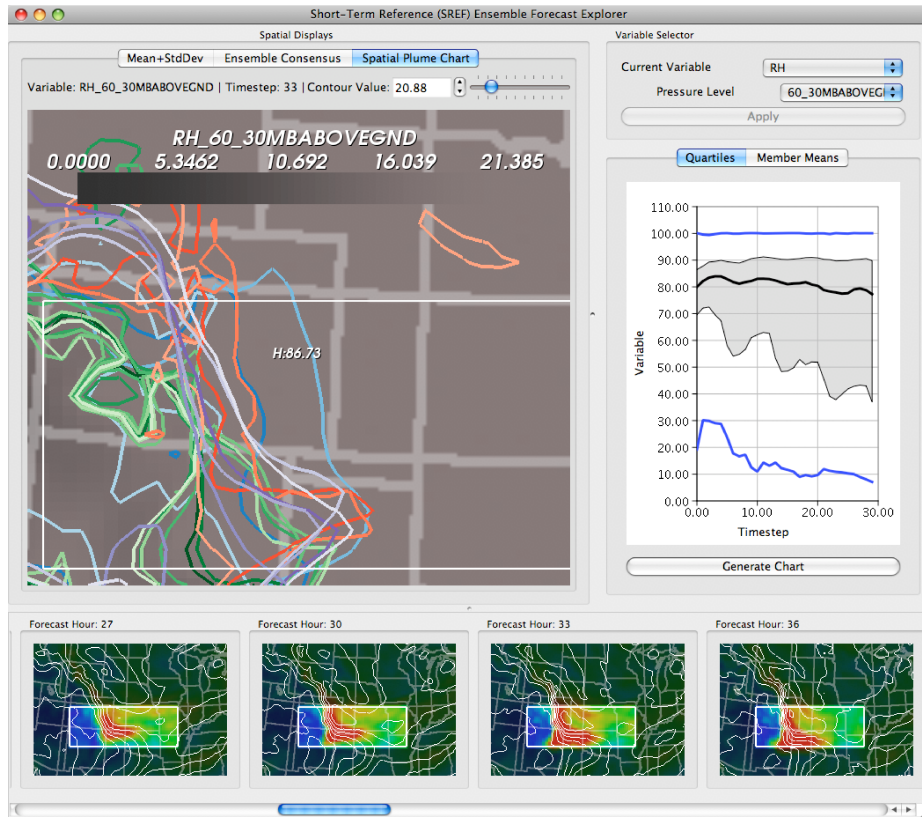 Short-Term Reference (SREF) Ensemble Forecast Explorer
Spatial Displays
Mean+StdDev Ensemble Consensus Spatial Plume Chart
Variable: RH_60_30MBABOVEGND | Timestep: 33 | Contour Value: 20.88
RH_60_30MBABOVEGND
0.0000 5.3462 10.692 16.039 21.385
H:86.73
Variable Selector
Current Variable RH
Pressure Level 60_30MBABOVEGI
Apply
Quartiles Member Means
110.00
100.00
90.00
80.00
70.00
60.00
50.00
40.00
30.00
20.00
10.00
0.00
Variable
0.00 10.00 20.00 30.00
Timestep
Generate Chart
Forecast Hour: 27 Forecast Hour: 30 Forecast Hour: 33 Forecast Hour: 36